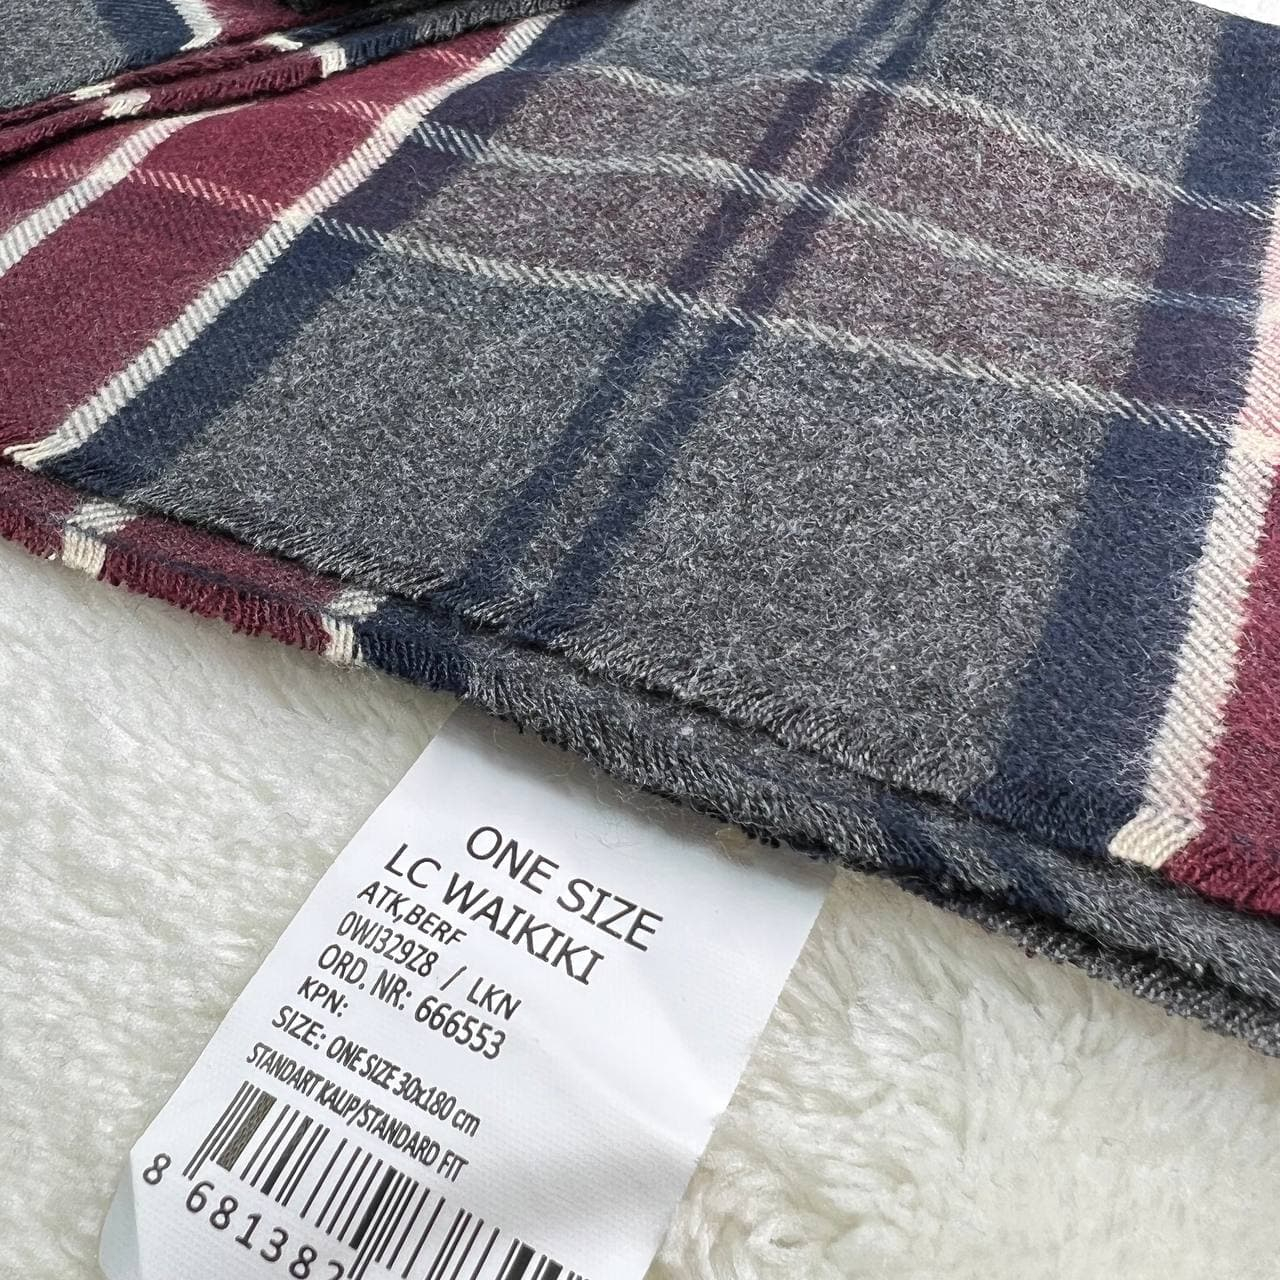 ONE SIZE
LC WAIKIKI
ATK,BERF
0WJ329Z8 / LKN
ORD. NR: 666553
KPN:
SIZE: ONE SIZE 30x180 cm
STANDART KALIP/STANDARD FIT
8 681382